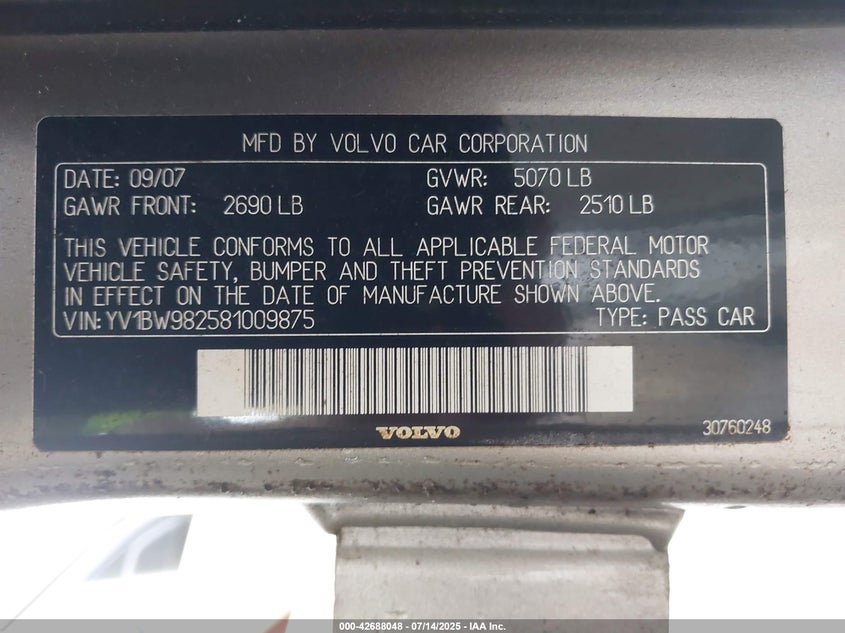 MFD BY VOLVO CAR CORPORATION
DATE: 09/07 GVWR: 5070 LB
GAWR FRONT: 2690 LB GAWR REAR: 2510 LB
THIS VEHICLE CONFORMS TO ALL APPLICABLE FEDERAL MOTOR
VEHICLE SAFETY, BUMPER AND THEFT PREVENTION STANDARDS
IN EFFECT ON THE DATE OF MANUFACTURE SHOWN ABOVE.
VIN: YV1BW982581009875 TYPE: PASS CAR
VOLVO
30760248
000-42688048 - 07/14/2025 - IAA Inc.